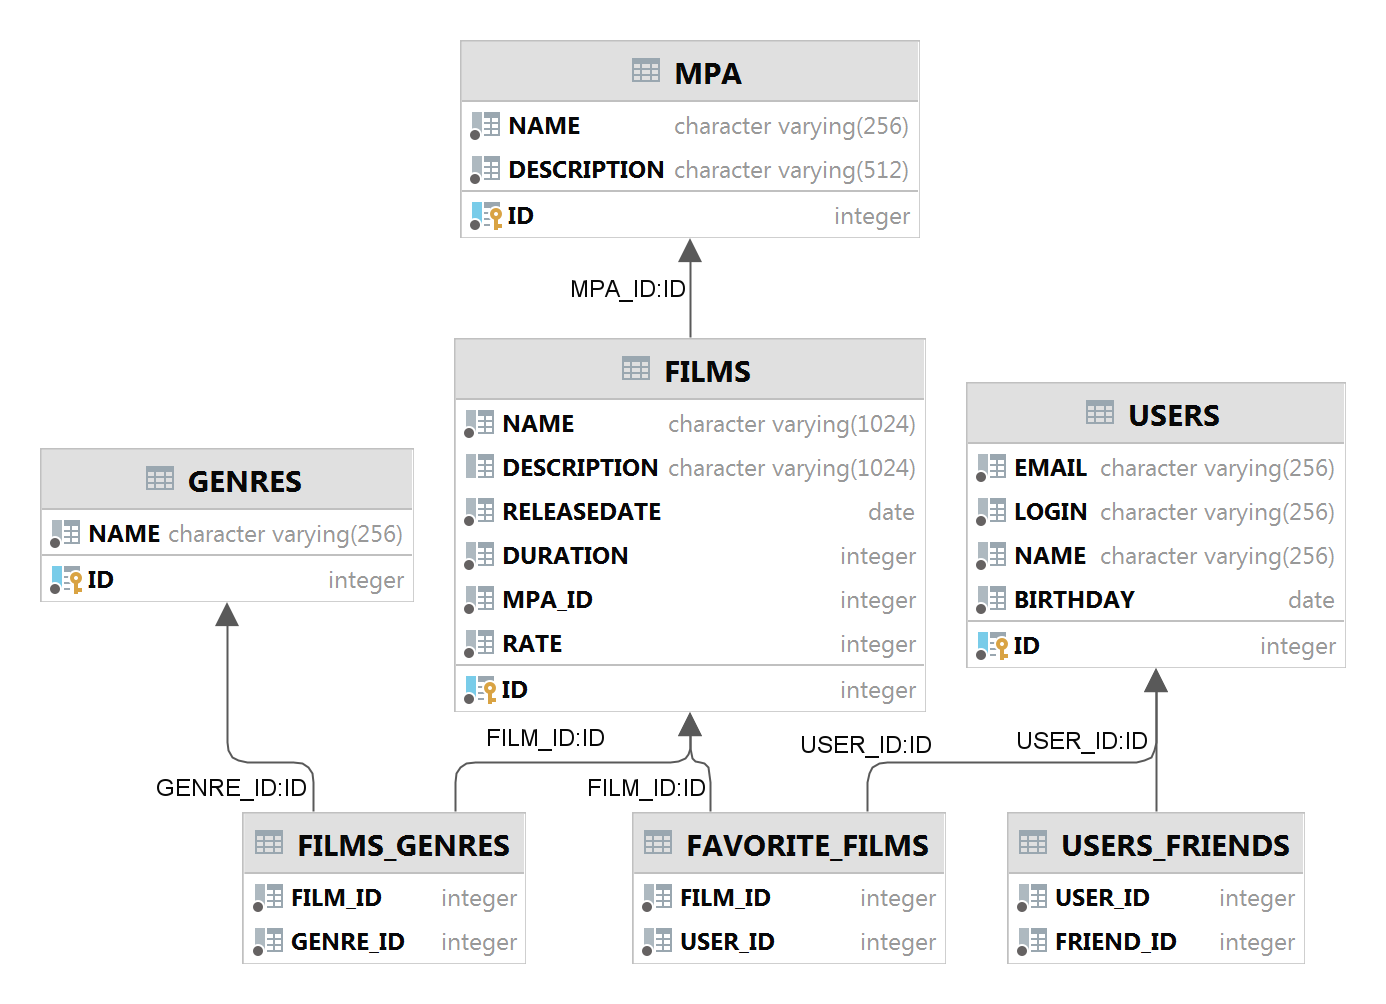 MPA
NAME character varying(256)
DESCRIPTION character varying(512)
ID integer
MPA_ID:ID
FILMS
NAME character varying(1024)
DESCRIPTION character varying(1024)
RELEASEDATE date
DURATION integer
MPA_ID integer
RATE integer
ID integer
USERS
EMAIL character varying(256)
LOGIN character varying(256)
NAME character varying(256)
BIRTHDAY date
ID integer
GENRES
NAME character varying(256)
ID integer
GENRE_ID:ID
FILM_ID:ID
FILM_ID:ID
USER_ID:ID
USER_ID:ID
FILMS_GENRES
FILM_ID integer
GENRE_ID integer
FAVORITE_FILMS
FILM_ID integer
USER_ID integer
USERS_FRIENDS
USER_ID integer
FRIEND_ID integer